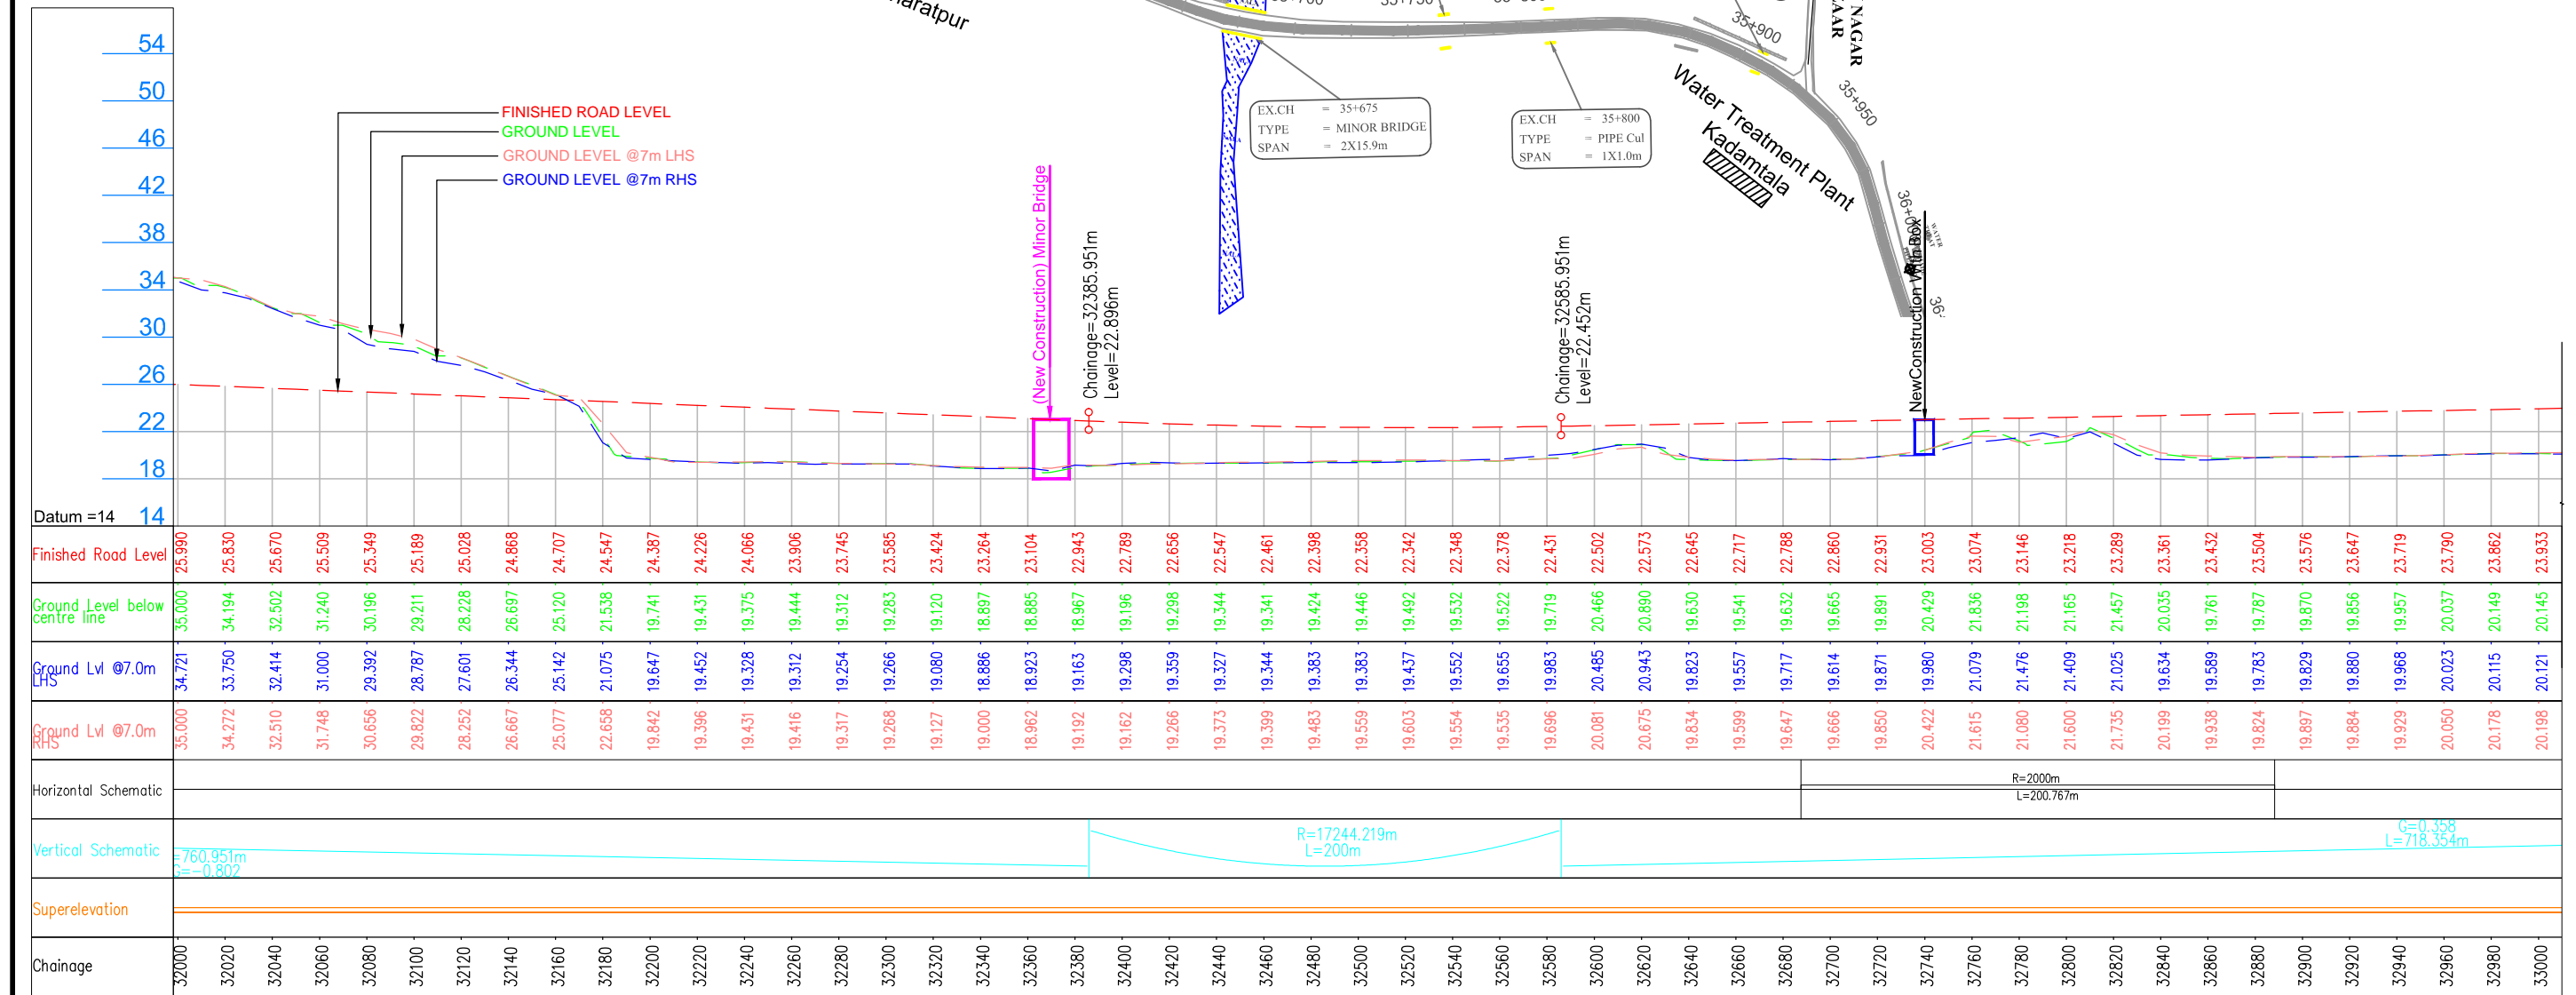 54
50
46
42
38
34
30
26
22
18
14
Datum =14
FINISHED ROAD LEVEL
GROUND LEVEL
GROUND LEVEL @7m LHS
GROUND LEVEL @7m RHS
haratpur
35+750
35+900
35+950
NAGAR
Water Treatment Plant
Kadamtala
EX.CH = 35+675
TYPE = MINOR BRIDGE
SPAN = 2X15.9m
EX.CH = 35+800
TYPE = PIPE Cul
SPAN = 1X1.0m
(New Construction) Minor Bridge
Chainage=32385.951m
Level=22.896m
Chainage=32585.951m
Level=22.452m
NewConstruction With Box
WATER
Finished Road Level 25.990 25.830 25.670 25.509 25.349 25.189 25.028 24.868 24.707 24.547 24.387 24.226 24.066 23.906 23.745 23.585 23.424 23.264 23.104 22.943 22.789 22.656 22.547 22.461 22.398 22.358 22.342 22.348 22.378 22.431 22.502 22.573 22.645 22.717 22.788 22.860 22.931 23.003 23.074 23.146 23.218 23.289 23.361 23.432 23.504 23.576 23.647 23.719 23.790 23.862 23.933
Ground Level below
centre line 35.000 34.194 32.502 31.240 30.196 29.211 28.228 26.697 25.120 21.538 19.741 19.431 19.375 19.444 19.312 19.283 19.120 18.897 18.885 18.967 19.196 19.298 19.344 19.341 19.424 19.446 19.492 19.532 19.522 19.719 20.466 20.890 19.630 19.541 19.632 19.665 19.891 20.429 21.836 21.198 21.165 21.457 20.035 19.761 19.787 19.870 19.856 19.957 20.037 20.149 20.145
Ground Lvl @7.0m
LHS 34.721 33.750 32.414 31.000 29.392 28.787 27.601 26.344 25.142 21.075 19.647 19.452 19.328 19.312 19.254 19.266 19.080 18.886 18.923 19.163 19.298 19.359 19.327 19.344 19.383 19.383 19.437 19.552 19.655 19.983 20.485 20.943 19.823 19.557 19.717 19.614 19.871 19.980 21.079 21.476 21.409 21.025 19.634 19.589 19.783 19.829 19.880 19.968 20.023 20.115 20.121
Ground Lvl @7.0m
RHS 35.000 34.272 32.510 31.748 30.656 29.822 28.252 26.667 25.077 22.658 19.842 19.396 19.431 19.416 19.317 19.268 19.127 19.000 18.962 19.192 19.162 19.266 19.373 19.399 19.483 19.559 19.603 19.554 19.535 19.696 20.081 20.675 19.834 19.599 19.647 19.666 19.850 20.422 21.615 21.080 21.600 21.735 20.199 19.938 19.824 19.897 19.884 19.929 20.050 20.178 20.198
Horizontal Schematic
R=2000m
L=200.767m
Vertical Schematic
=760.951m
G=-0.802
R=17244.219m
L=200m
G=0.358
L=718.354m
Superelevation
Chainage 32000 32020 32040 32060 32080 32100 32120 32140 32160 32180 32200 32220 32240 32260 32280 32300 32320 32340 32360 32380 32400 32420 32440 32460 32480 32500 32520 32540 32560 32580 32600 32620 32640 32660 32680 32700 32720 32740 32760 32780 32800 32820 32840 32860 32880 32900 32920 32940 32960 32980 33000